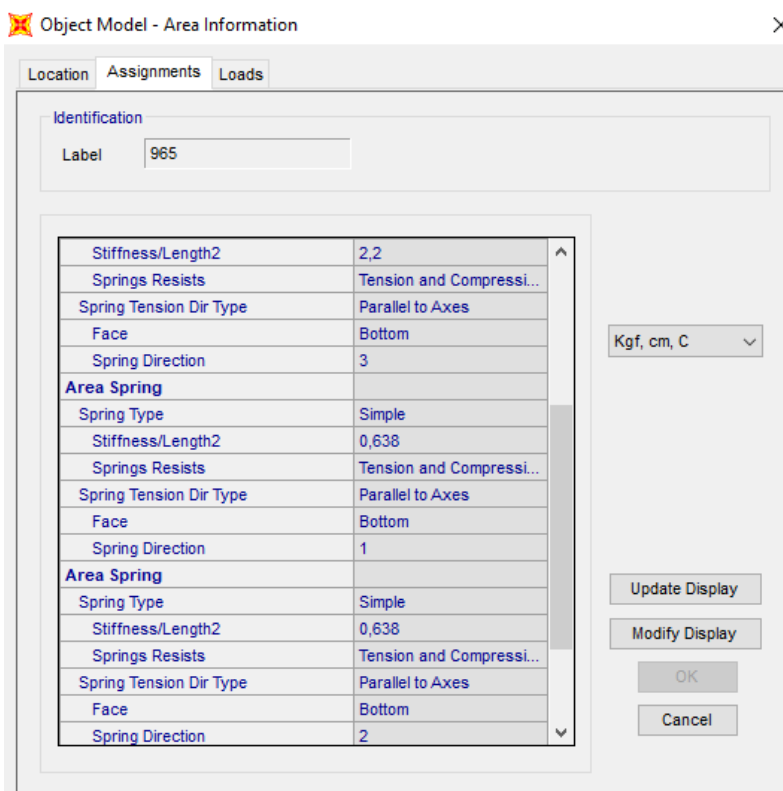 Object Model - Area Information
Location Assignments Loads
Identification
Label 965
Stiffness/Length2 2,2
Springs Resists Tension and Compressi...
Spring Tension Dir Type Parallel to Axes
Face Bottom
Spring Direction 3
Area Spring
Spring Type Simple
Stiffness/Length2 0,638
Springs Resists Tension and Compressi...
Spring Tension Dir Type Parallel to Axes
Face Bottom
Spring Direction 1
Area Spring
Spring Type Simple
Stiffness/Length2 0,638
Springs Resists Tension and Compressi...
Spring Tension Dir Type Parallel to Axes
Face Bottom
Spring Direction 2
Kgf, cm, C
Update Display
Modify Display
OK
Cancel